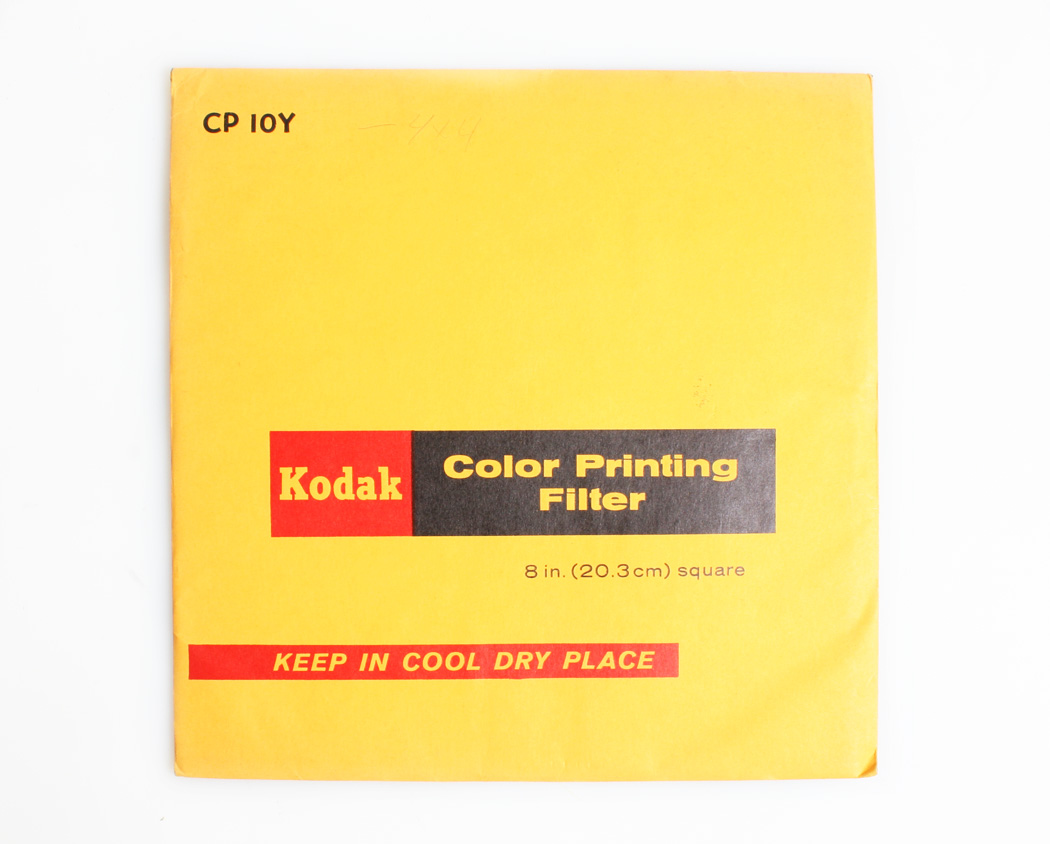 CP 10Y
Kodak
Color Printing
Filter
8 in. (20.3 cm) square
KEEP IN COOL DRY PLACE